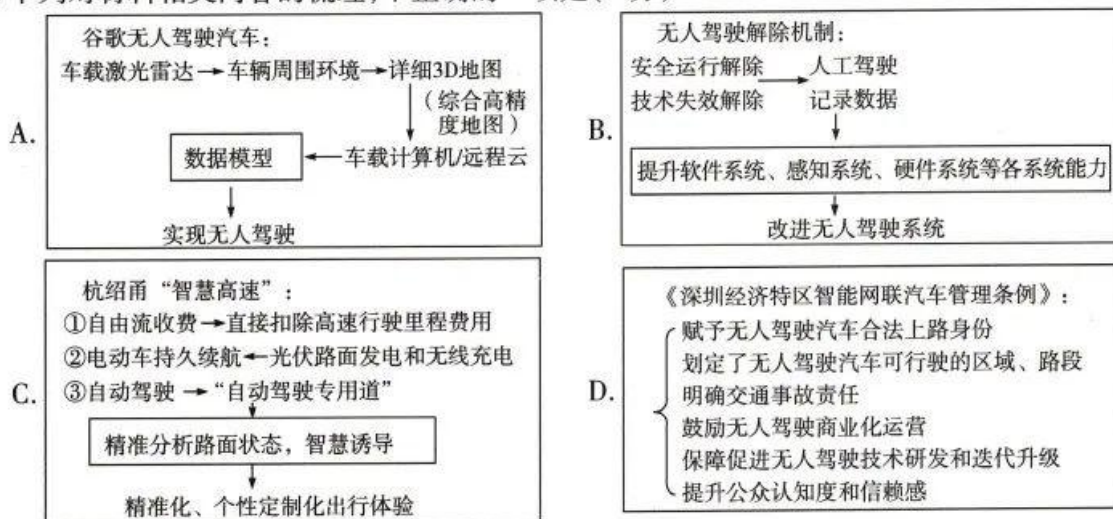 A.
谷歌无人驾驶汽车：
车载激光雷达→车辆周围环境→详细3D地图
（综合高精
度地图）
数据模型←车载计算机/远程云
实现无人驾驶
B.
无人驾驶解除机制：
安全运行解除→人工驾驶
技术失效解除 记录数据
提升软件系统、感知系统、硬件系统等各系统能力
改进无人驾驶系统
C.
杭绍甬“智慧高速”：
①自由流收费→直接扣除高速行驶里程费用
②电动车持久续航←光伏路面发电和无线充电
③自动驾驶→“自动驾驶专用道”
精准分析路面状态，智慧诱导
精准化、个性定制化出行体验
D.
《深圳经济特区智能网联汽车管理条例》：
赋予无人驾驶汽车合法上路身份
划定了无人驾驶汽车可行驶的区域、路段
明确交通事故责任
鼓励无人驾驶商业化运营
保障促进无人驾驶技术研发和迭代升级
提升公众认知度和信赖感